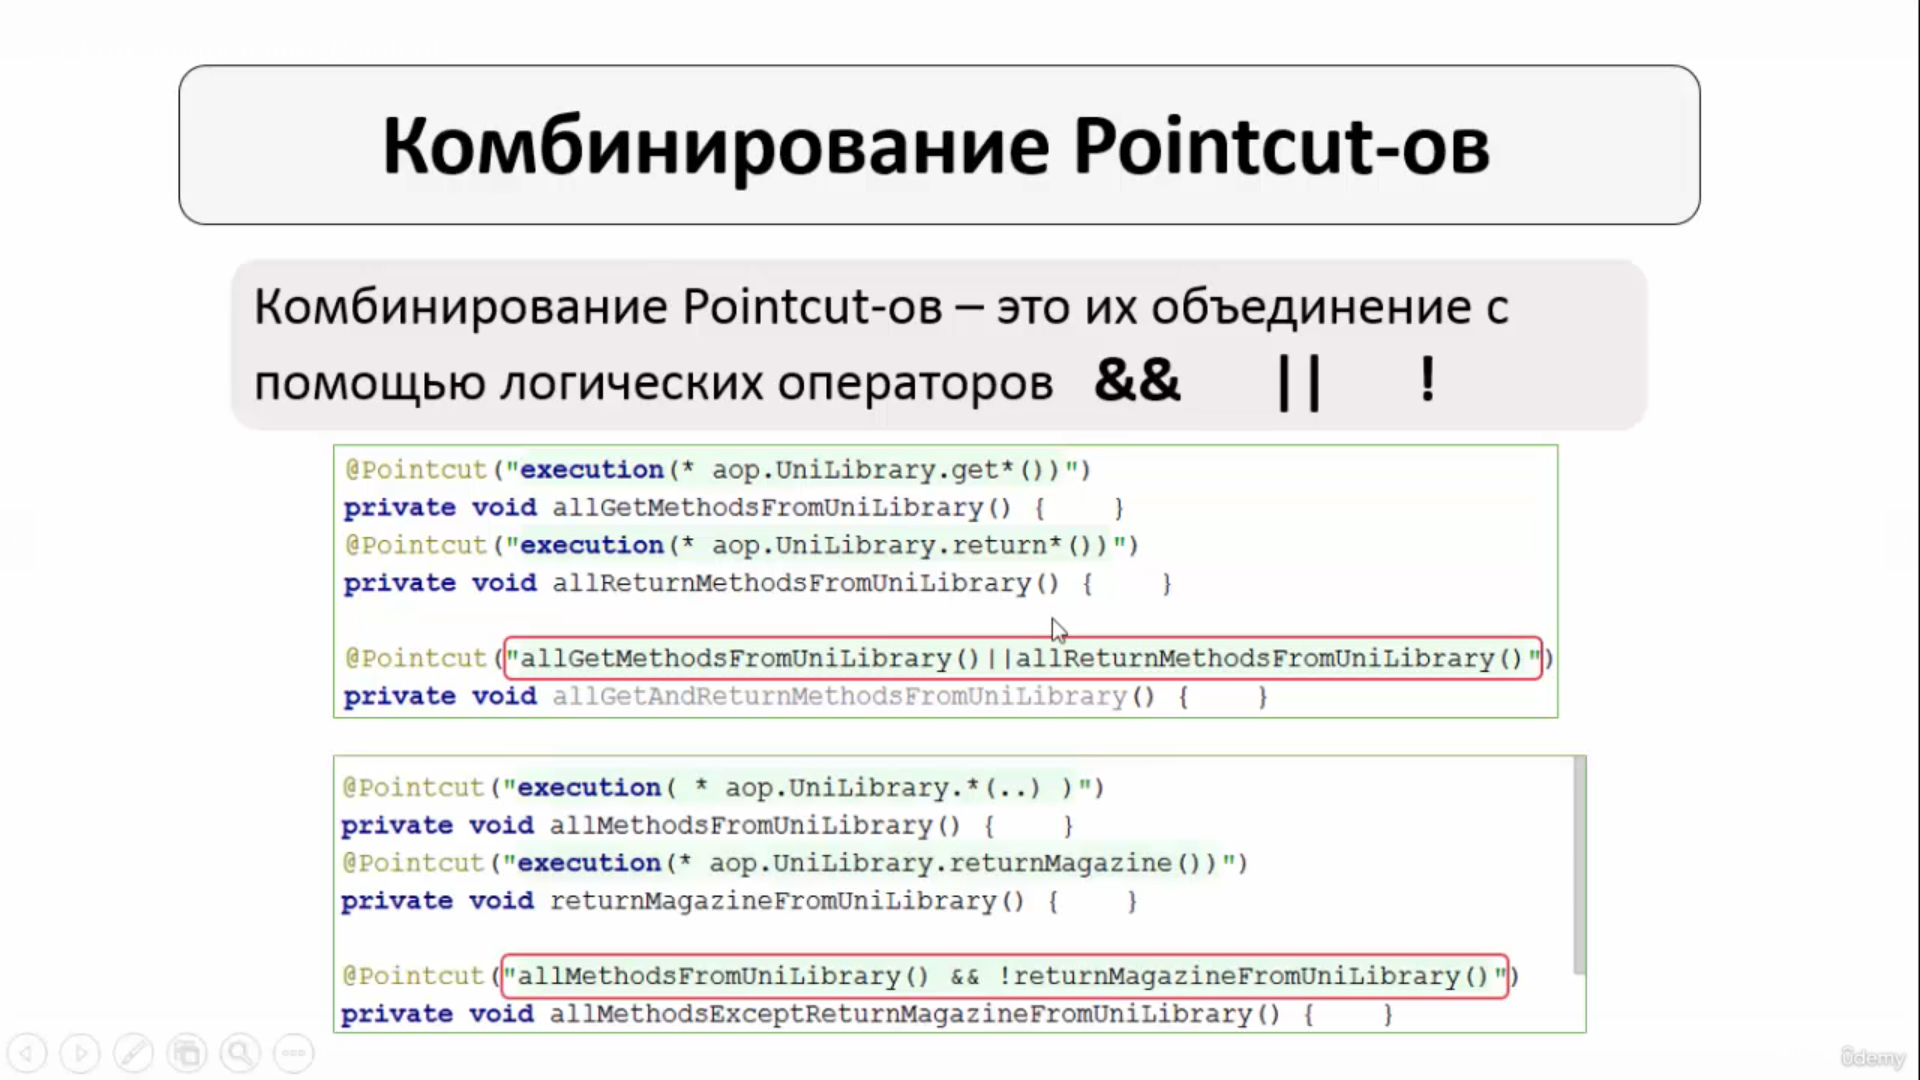 Комбинирование Pointcut-ов
Комбинирование Pointcut-ов – это их объединение с
помощью логических операторов && || !
@Pointcut("execution(* aop.UniLibrary.get*())")
private void allGetMethodsFromUniLibrary() { }
@Pointcut("execution(* aop.UniLibrary.return*())")
private void allReturnMethodsFromUniLibrary() { }
@Pointcut("allGetMethodsFromUniLibrary()||allReturnMethodsFromUniLibrary()")
private void allGetAndReturnMethodsFromUniLibrary() { }
@Pointcut("execution( * aop.UniLibrary.*(..) )")
private void allMethodsFromUniLibrary() { }
@Pointcut("execution(* aop.UniLibrary.returnMagazine())")
private void returnMagazineFromUniLibrary() { }
@Pointcut("allMethodsFromUniLibrary() && !returnMagazineFromUniLibrary()")
private void allMethodsExceptReturnMagazineFromUniLibrary() { }
ûdemy